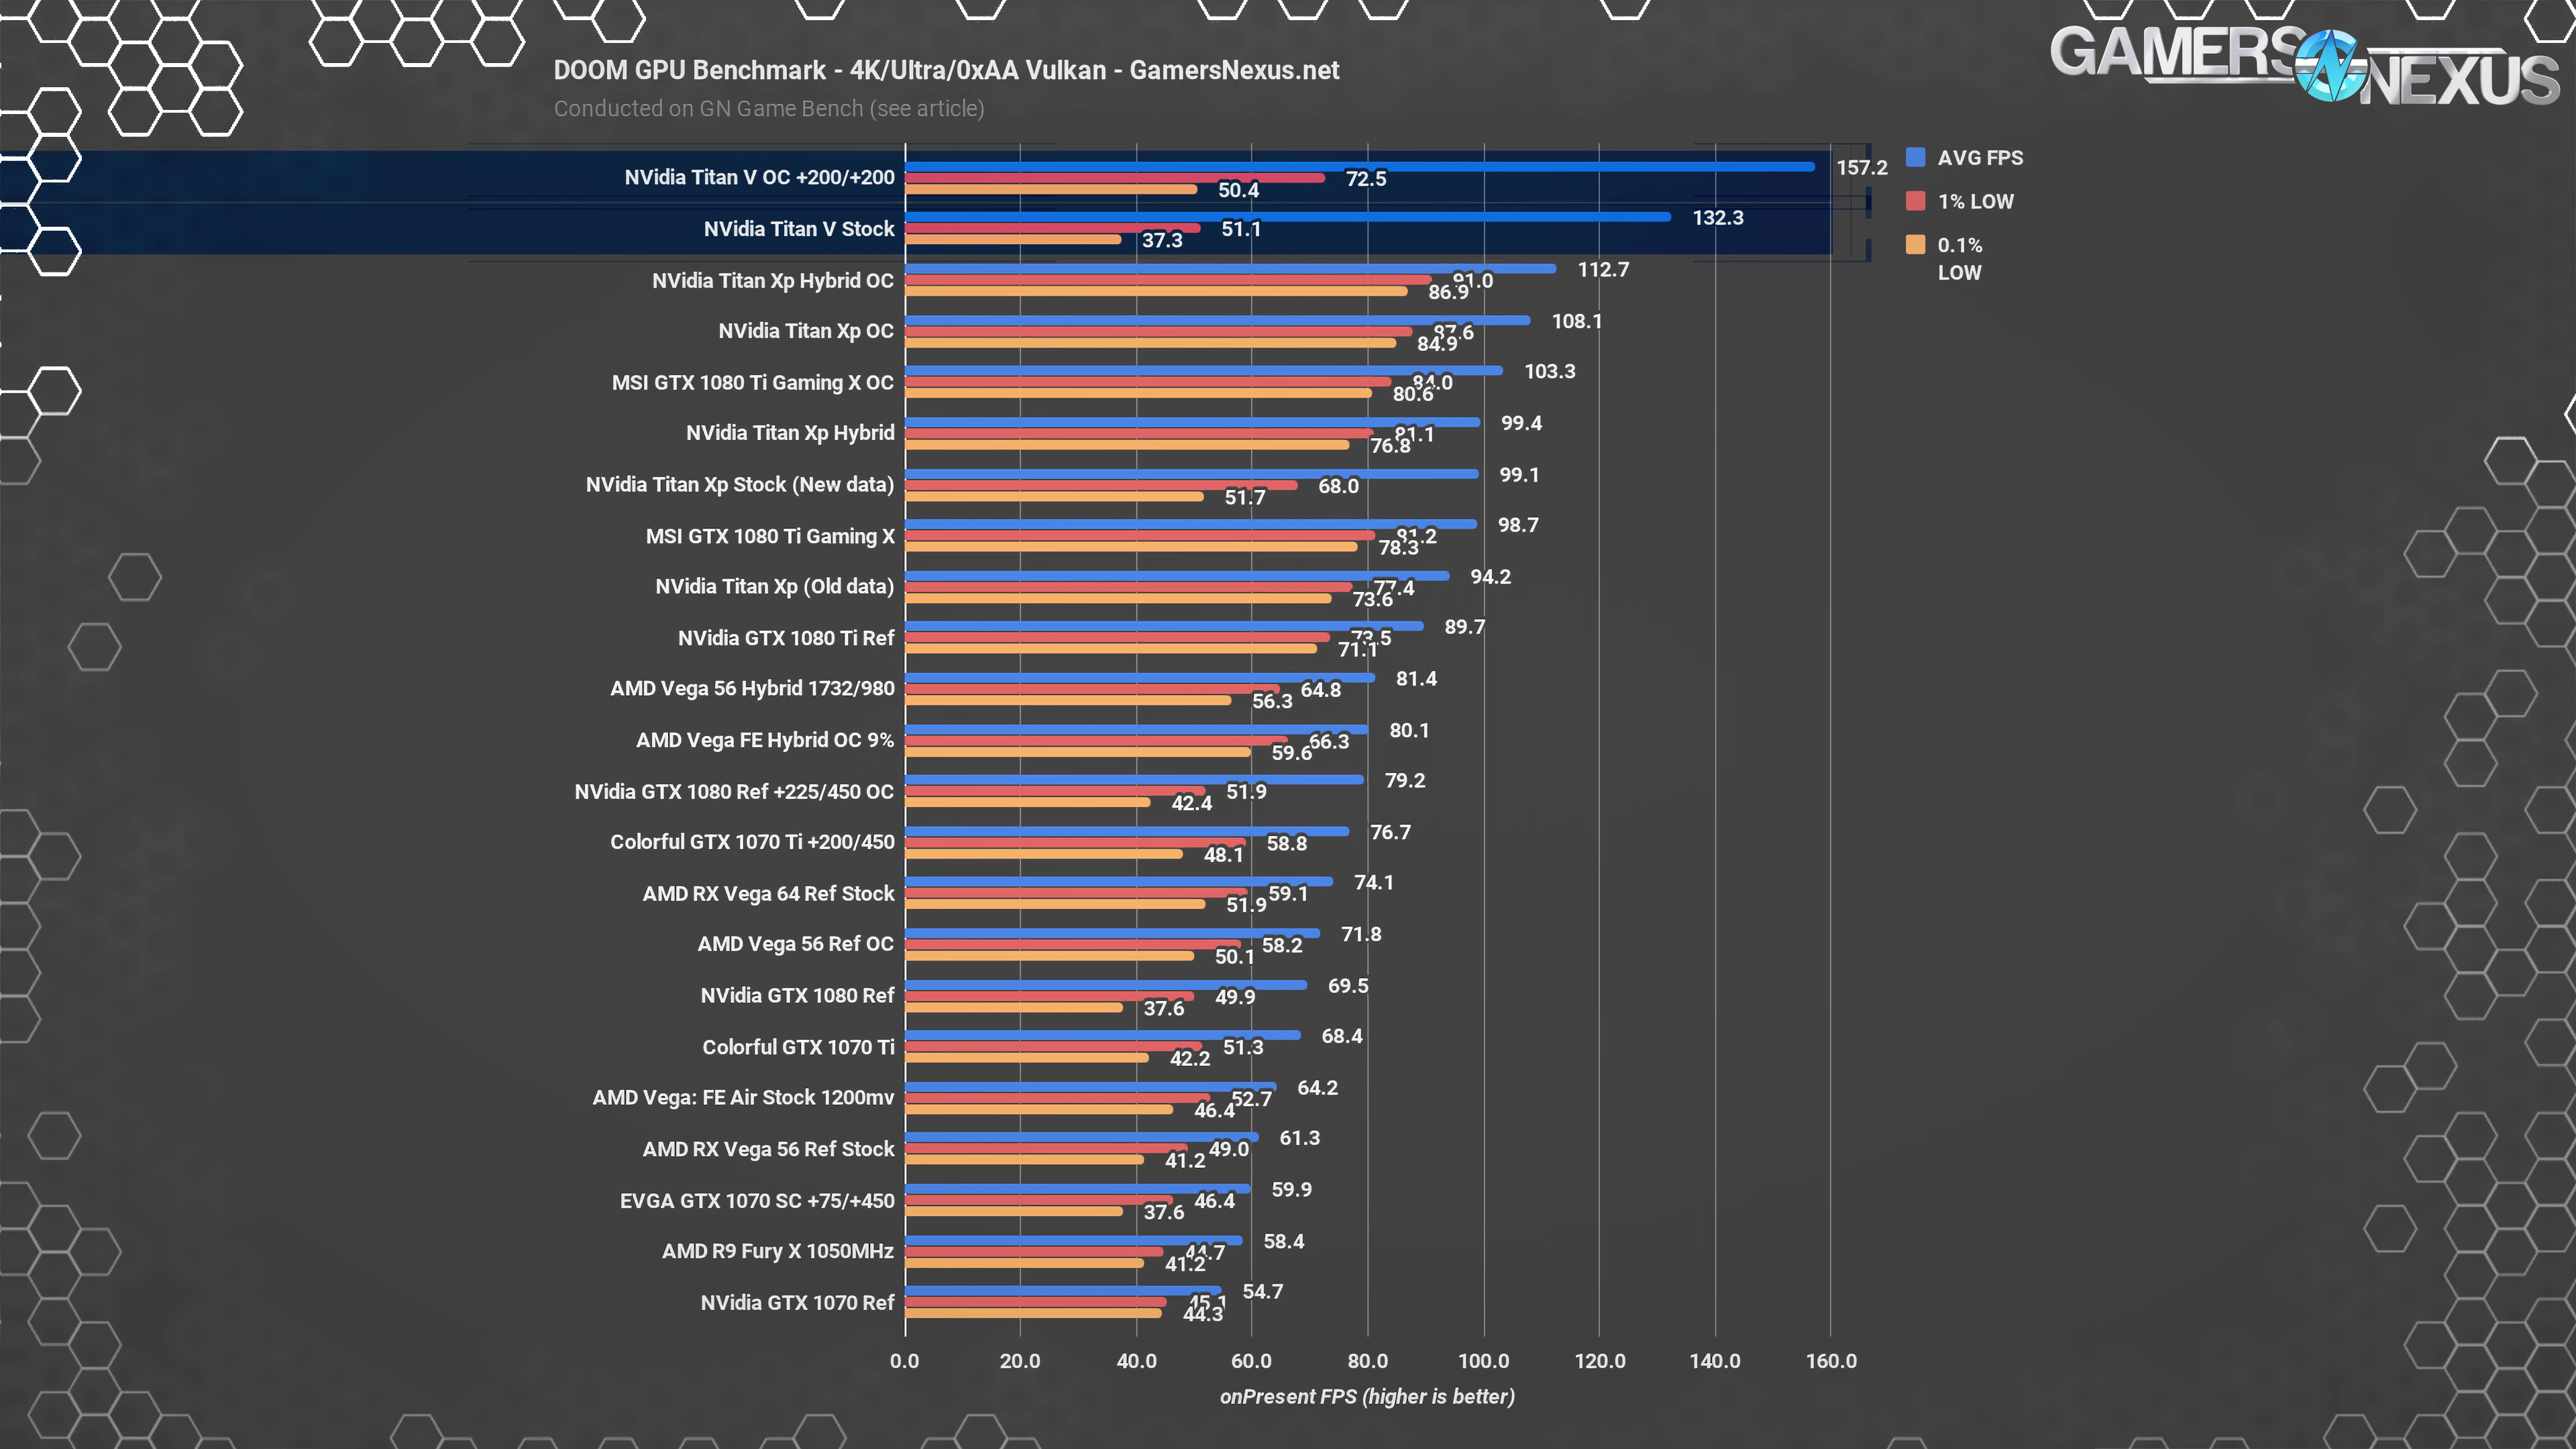 DOOM GPU Benchmark - 4K/Ultra/0xAA Vulkan - GamersNexus.net
Conducted on GN Game Bench (see article)
GAMERS NEXUS
AVG FPS
1% LOW
0.1%
LOW
NVidia Titan V OC +200/+200 157.2 72.5 50.4
NVidia Titan V Stock 132.3 51.1 37.3
NVidia Titan Xp Hybrid OC 112.7 91.0 86.9
NVidia Titan Xp OC 108.1 87.6 84.9
MSI GTX 1080 Ti Gaming X OC 103.3 84.0 80.6
NVidia Titan Xp Hybrid 99.4 81.1 76.8
NVidia Titan Xp Stock (New data) 99.1 68.0 51.7
MSI GTX 1080 Ti Gaming X 98.7 81.2 78.3
NVidia Titan Xp (Old data) 94.2 77.4 73.6
NVidia GTX 1080 Ti Ref 89.7 73.5 71.1
AMD Vega 56 Hybrid 1732/980 81.4 64.8 56.3
AMD Vega FE Hybrid OC 9% 80.1 66.3 59.6
NVidia GTX 1080 Ref +225/450 OC 79.2 51.9 42.4
Colorful GTX 1070 Ti +200/450 76.7 58.8 48.1
AMD RX Vega 64 Ref Stock 74.1 59.1 51.9
AMD Vega 56 Ref OC 71.8 58.2 50.1
NVidia GTX 1080 Ref 69.5 49.9 37.6
Colorful GTX 1070 Ti 68.4 51.3 42.2
AMD Vega: FE Air Stock 1200mv 64.2 52.7 46.4
AMD RX Vega 56 Ref Stock 61.3 49.0 41.2
EVGA GTX 1070 SC +75/+450 59.9 46.4 37.6
AMD R9 Fury X 1050MHz 58.4 44.7 41.2
NVidia GTX 1070 Ref 54.7 45.1 44.3
0.0 20.0 40.0 60.0 80.0 100.0 120.0 140.0 160.0
onPresent FPS (higher is better)